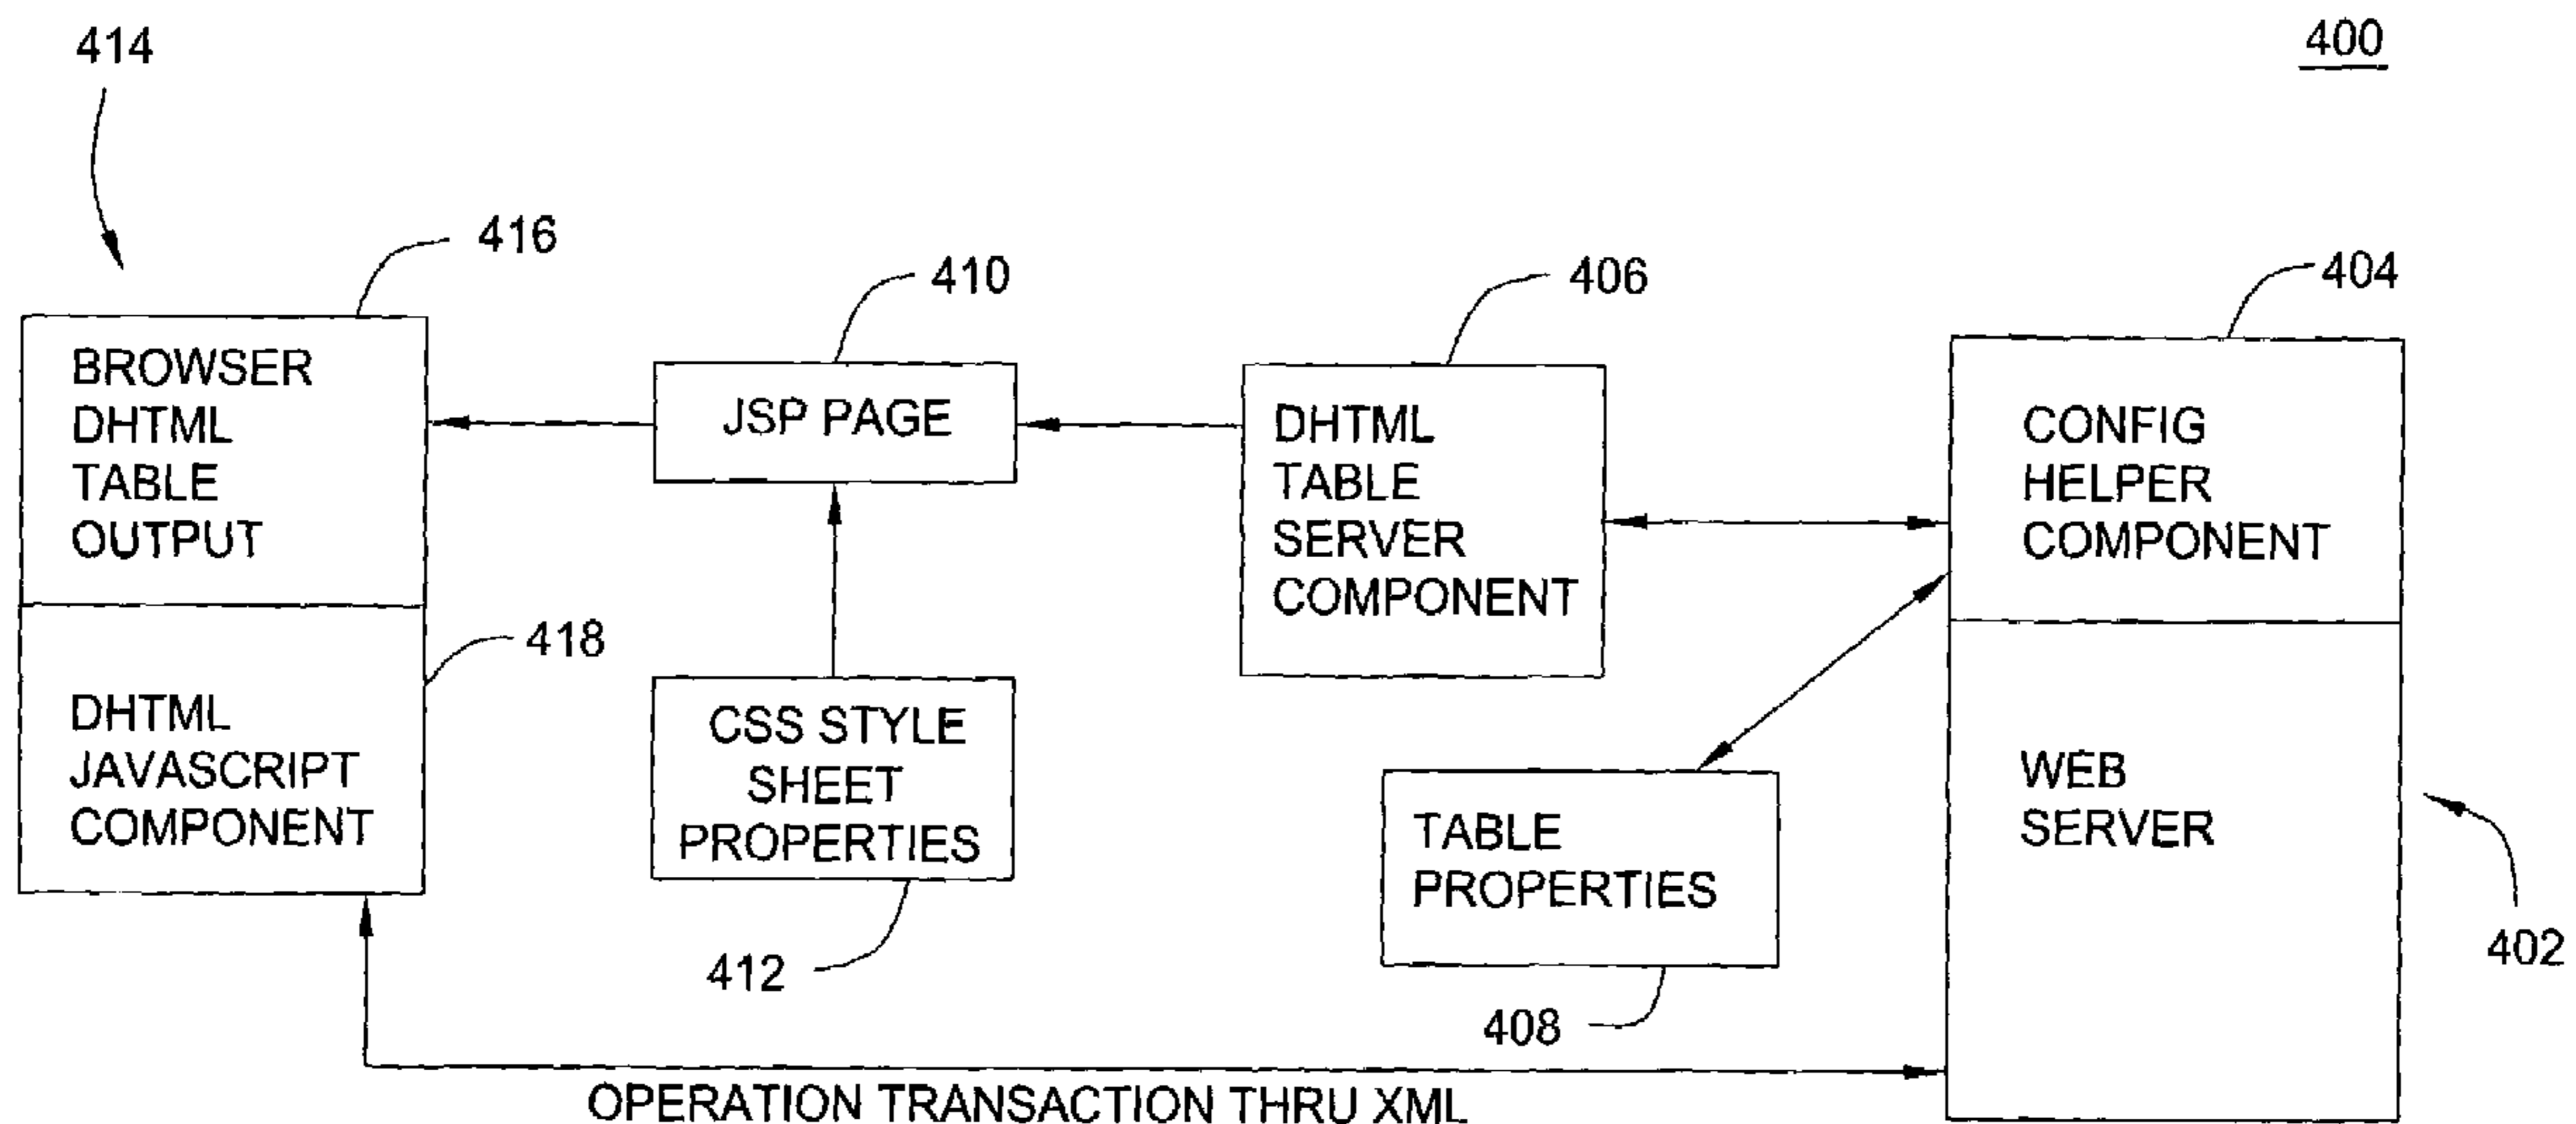 414
400
416
410
406
404
BROWSER
DHTML
TABLE
OUTPUT
JSP PAGE
DHTML
TABLE
SERVER
COMPONENT
CONFIG
HELPER
COMPONENT
418
DHTML
JAVASCRIPT
COMPONENT
CSS STYLE
SHEET
PROPERTIES
412
TABLE
PROPERTIES
408
WEB
SERVER
402
OPERATION TRANSACTION THRU XML